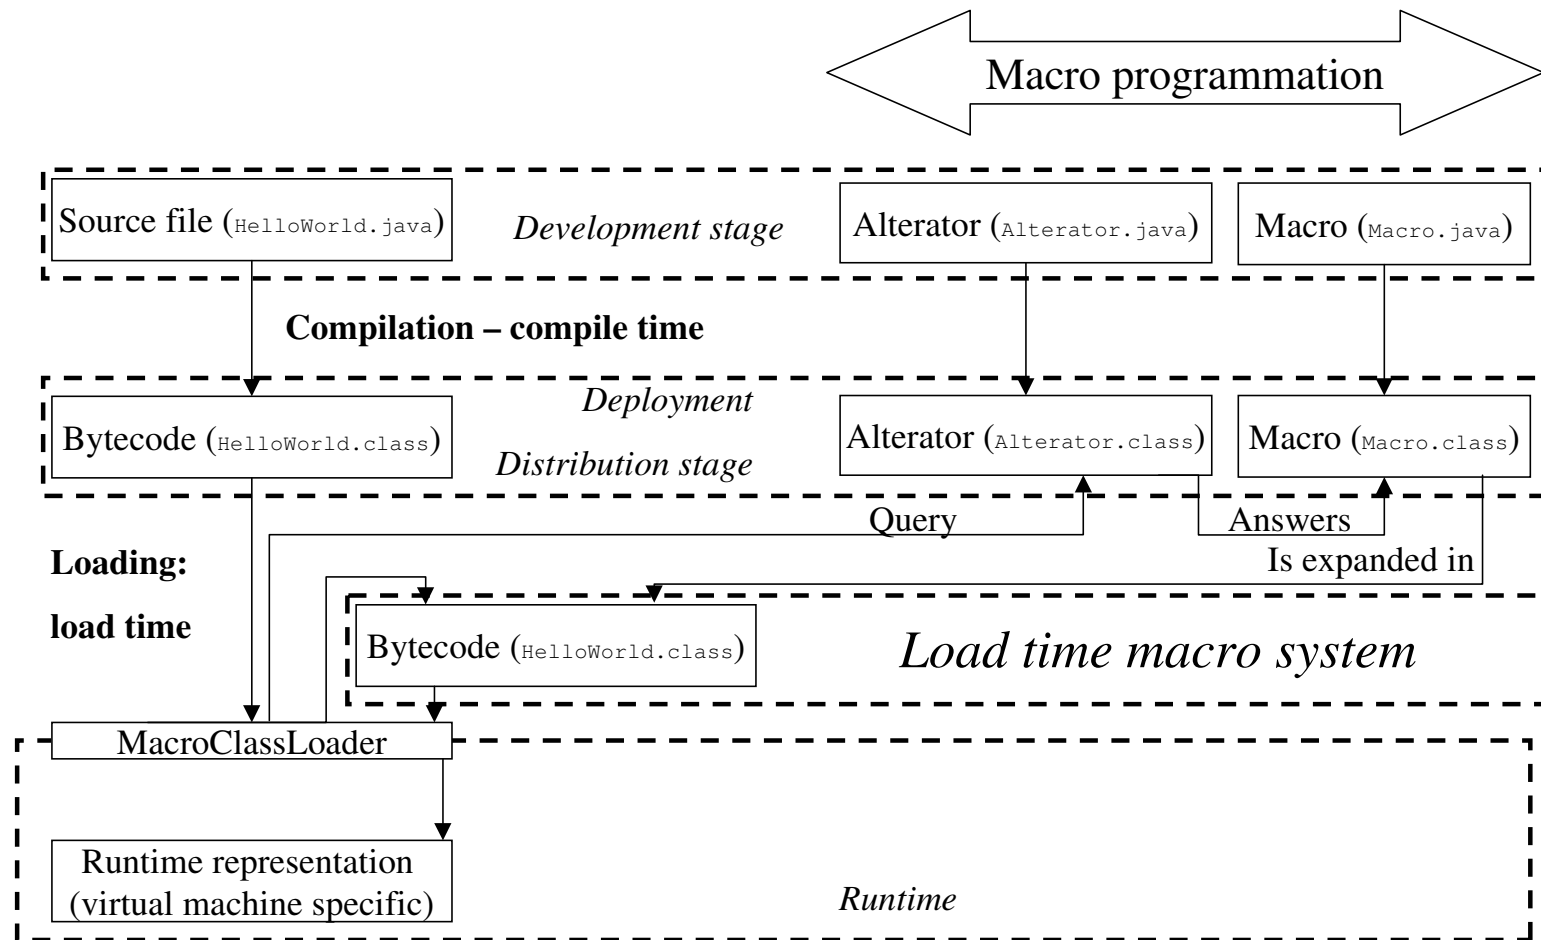 Macro programmation
Source file (HelloWorld.java)
Development stage
Alterator (Alterator.java)
Macro (Macro.java)
Compilation – compile time
Deployment
Distribution stage
Bytecode (HelloWorld.class)
Alterator (Alterator.class)
Macro (Macro.class)
Query
Answers
Is expanded in
Loading:
load time
Bytecode (HelloWorld.class)
Load time macro system
MacroClassLoader
Runtime representation
(virtual machine specific)
Runtime